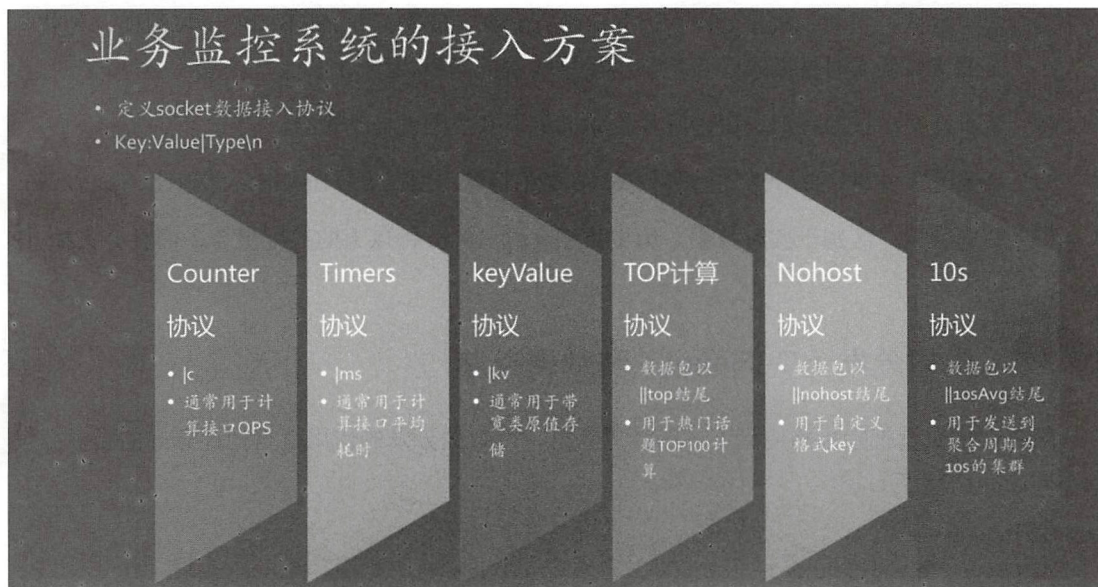 业务监控系统的接入方案
• 定义socket数据接入协议
• Key:Value|Type\n
Counter
协议
• |c
• 通常用于计
算接口QPS
Timers
协议
• |ms
• 通常用于计
算接口平均
耗时
keyValue
协议
• |kv
• 通常用于带
宽类原值存
储
TOP计算
协议
• 数据包以
||top结尾
• 用于热门话
题TOP100计
算
Nohost
协议
• 数据包以
||nohost结尾
• 用于自定义
格式key
10s
协议
• 数据包以
||10sAvg结尾
• 用于发送到
聚合周期为
10s的集群